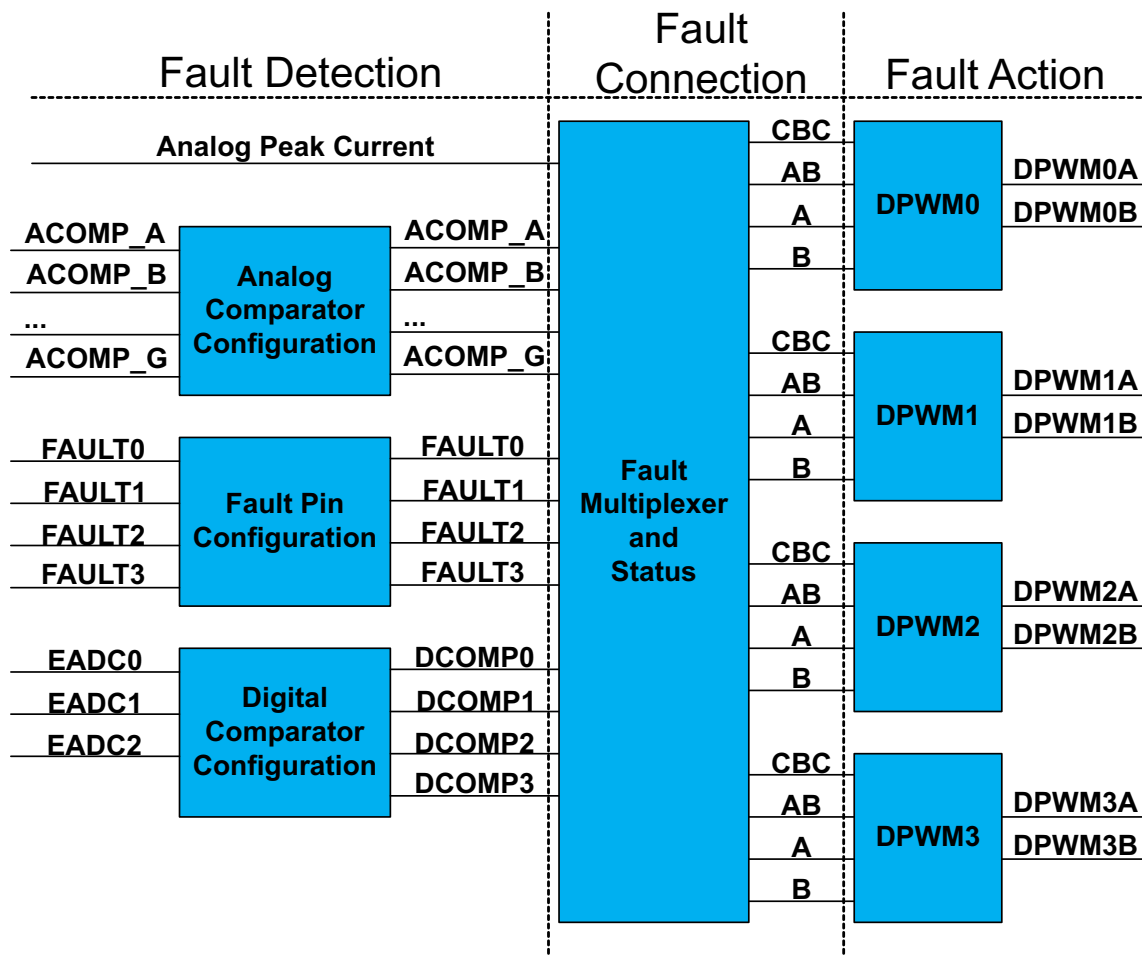 Fault Detection
Fault
Connection
Fault Action
Analog Peak Current
ACOMP_A
ACOMP_B
...
ACOMP_G
Analog
Comparator
Configuration
ACOMP_A
ACOMP_B
...
ACOMP_G
FAULT0
FAULT1
FAULT2
FAULT3
Fault Pin
Configuration
FAULT0
FAULT1
FAULT2
FAULT3
EADC0
EADC1
EADC2
Digital
Comparator
Configuration
DCOMP0
DCOMP1
DCOMP2
DCOMP3
Fault
Multiplexer
and
Status
CBC
AB
A
B
DPWM0
DPWM0A
DPWM0B
CBC
AB
A
B
DPWM1
DPWM1A
DPWM1B
CBC
AB
A
B
DPWM2
DPWM2A
DPWM2B
CBC
AB
A
B
DPWM3
DPWM3A
DPWM3B